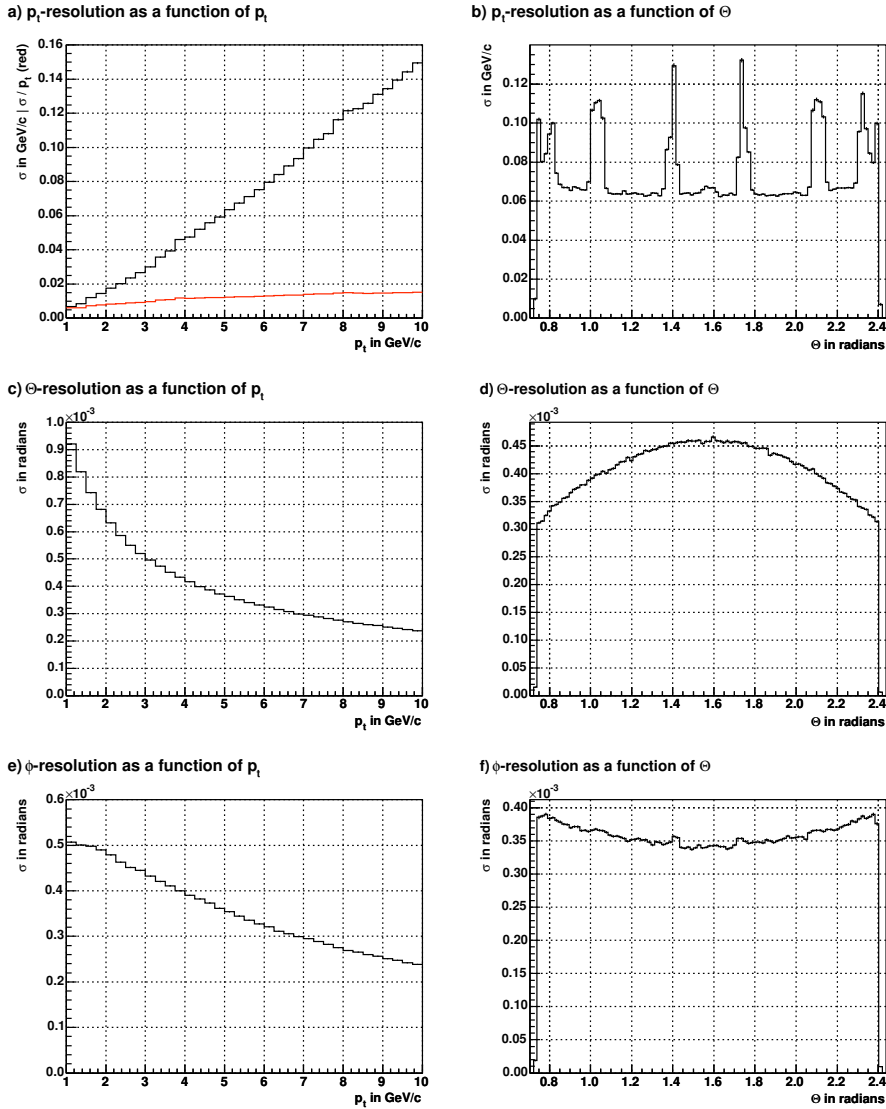 a) pt-resolution as a function of pt
σ in GeV/c | σ / pt (red)
0.16
0.14
0.12
0.10
0.08
0.06
0.04
0.02
0.00
1 2 3 4 5 6 7 8 9 10
pt in GeV/c
b) pt-resolution as a function of Θ
σ in GeV/c
0.12
0.10
0.08
0.06
0.04
0.02
0.00
0.8 1.0 1.2 1.4 1.6 1.8 2.0 2.2 2.4
Θ in radians
c) Θ-resolution as a function of pt
×10-3
σ in radians
1.0
0.9
0.8
0.7
0.6
0.5
0.4
0.3
0.2
0.1
0.0
1 2 3 4 5 6 7 8 9 10
pt in GeV/c
d) Θ-resolution as a function of Θ
×10-3
σ in radians
0.45
0.40
0.35
0.30
0.25
0.20
0.15
0.10
0.05
0.00
0.8 1.0 1.2 1.4 1.6 1.8 2.0 2.2 2.4
Θ in radians
e) ϕ-resolution as a function of pt
×10-3
σ in radians
0.6
0.5
0.4
0.3
0.2
0.1
0.0
1 2 3 4 5 6 7 8 9 10
pt in GeV/c
f) ϕ-resolution as a function of Θ
×10-3
σ in radians
0.40
0.35
0.30
0.25
0.20
0.15
0.10
0.05
0.00
0.8 1.0 1.2 1.4 1.6 1.8 2.0 2.2 2.4
Θ in radians